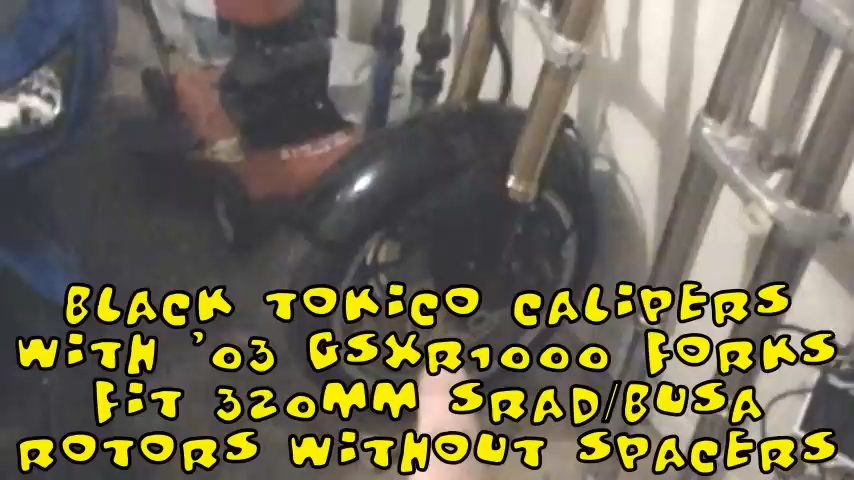 BLACK TOKICO CALIPERS
WITH '03 GSXR1000 FORKS
FIT 320MM SRAD/BUSA
ROTORS WITHOUT SPACERS